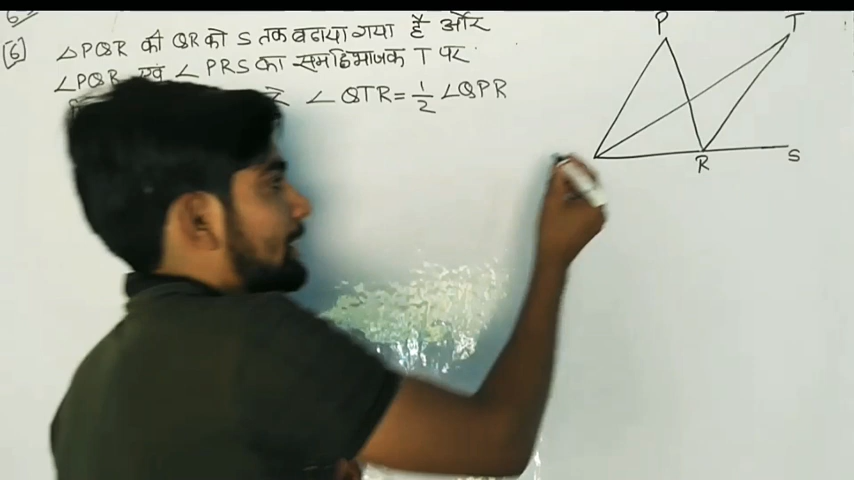 [6] △PQR की QR को S तक बढाया गया है और
∠PQR एवं ∠PRS का समद्विभाजक T पर
∠QTR = 1/2 ∠QPR
P
T
R
S